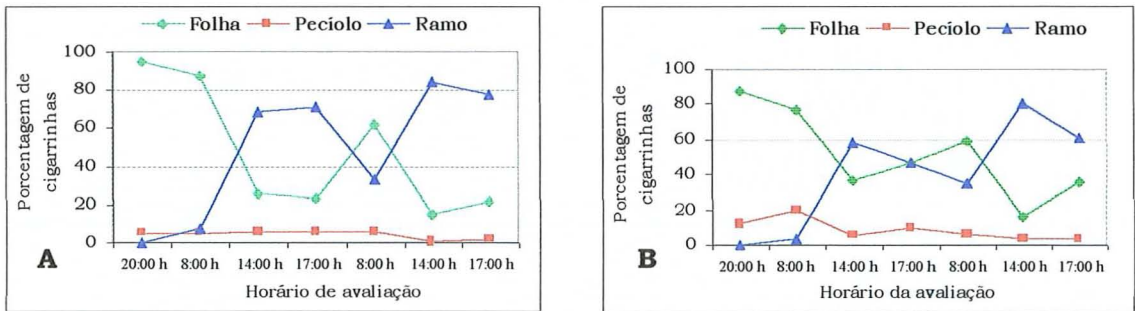 Folha Pecíolo Ramo
Porcentagem de
cigarrinhas
100
80
60
40
20
0
20:00 h 8:00 h 14:00 h 17:00 h 8:00 h 14:00 h 17:00 h
Horário de avaliação
A
Folha Pecíolo Ramo
Porcentagem de
cigarrinhas
100
80
60
40
20
0
20:00 h 8:00 h 14:00 h 17:00 h 8:00 h 14:00 h 17:00 h
Horário da avaliação
B